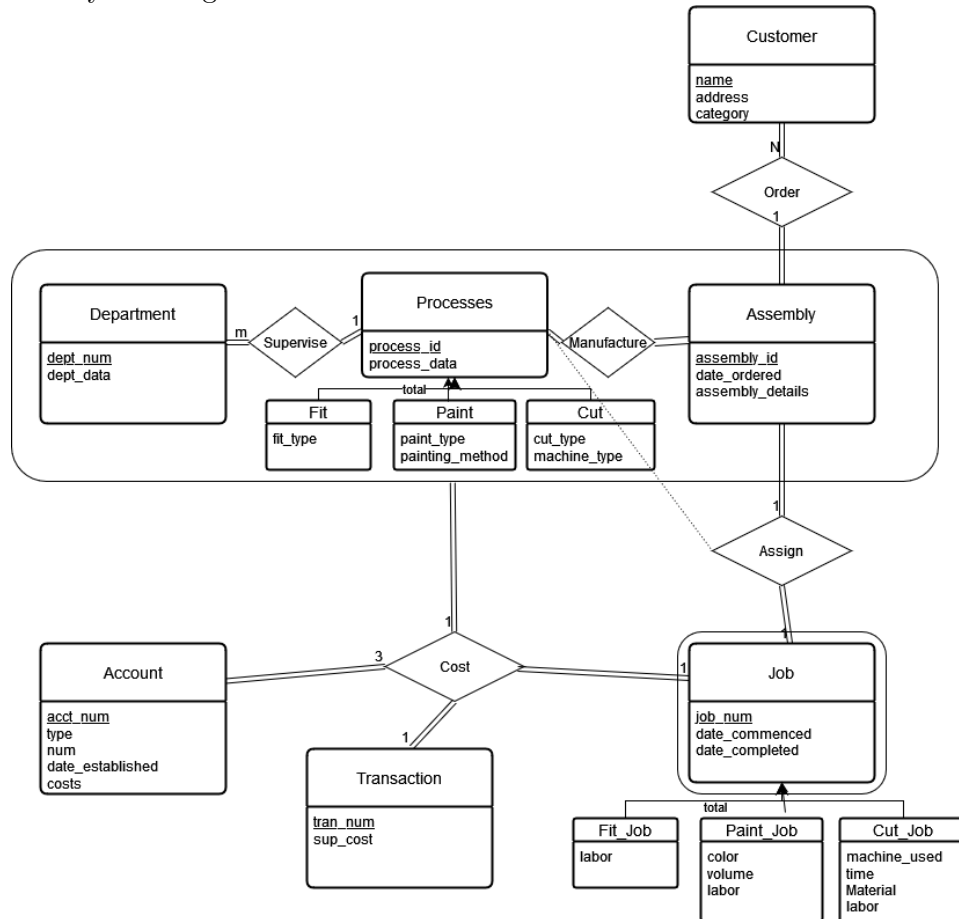 Customer
name
address
category
N
Order
1
Department
dept_num
dept_data
m
Supervise
1
Processes
process_id
process_data
Manufacture
Assembly
assembly_id
date_ordered
assembly_details
total
Fit
fit_type
Paint
paint_type
painting_method
Cut
cut_type
machine_type
1
Assign
1
1
Cost
3
1
1
Account
acct_num
type
num
date_established
costs
Transaction
tran_num
sup_cost
Job
job_num
date_commenced
date_completed
total
Fit_Job
labor
Paint_Job
color
volume
labor
Cut_Job
machine_used
time
Material
labor